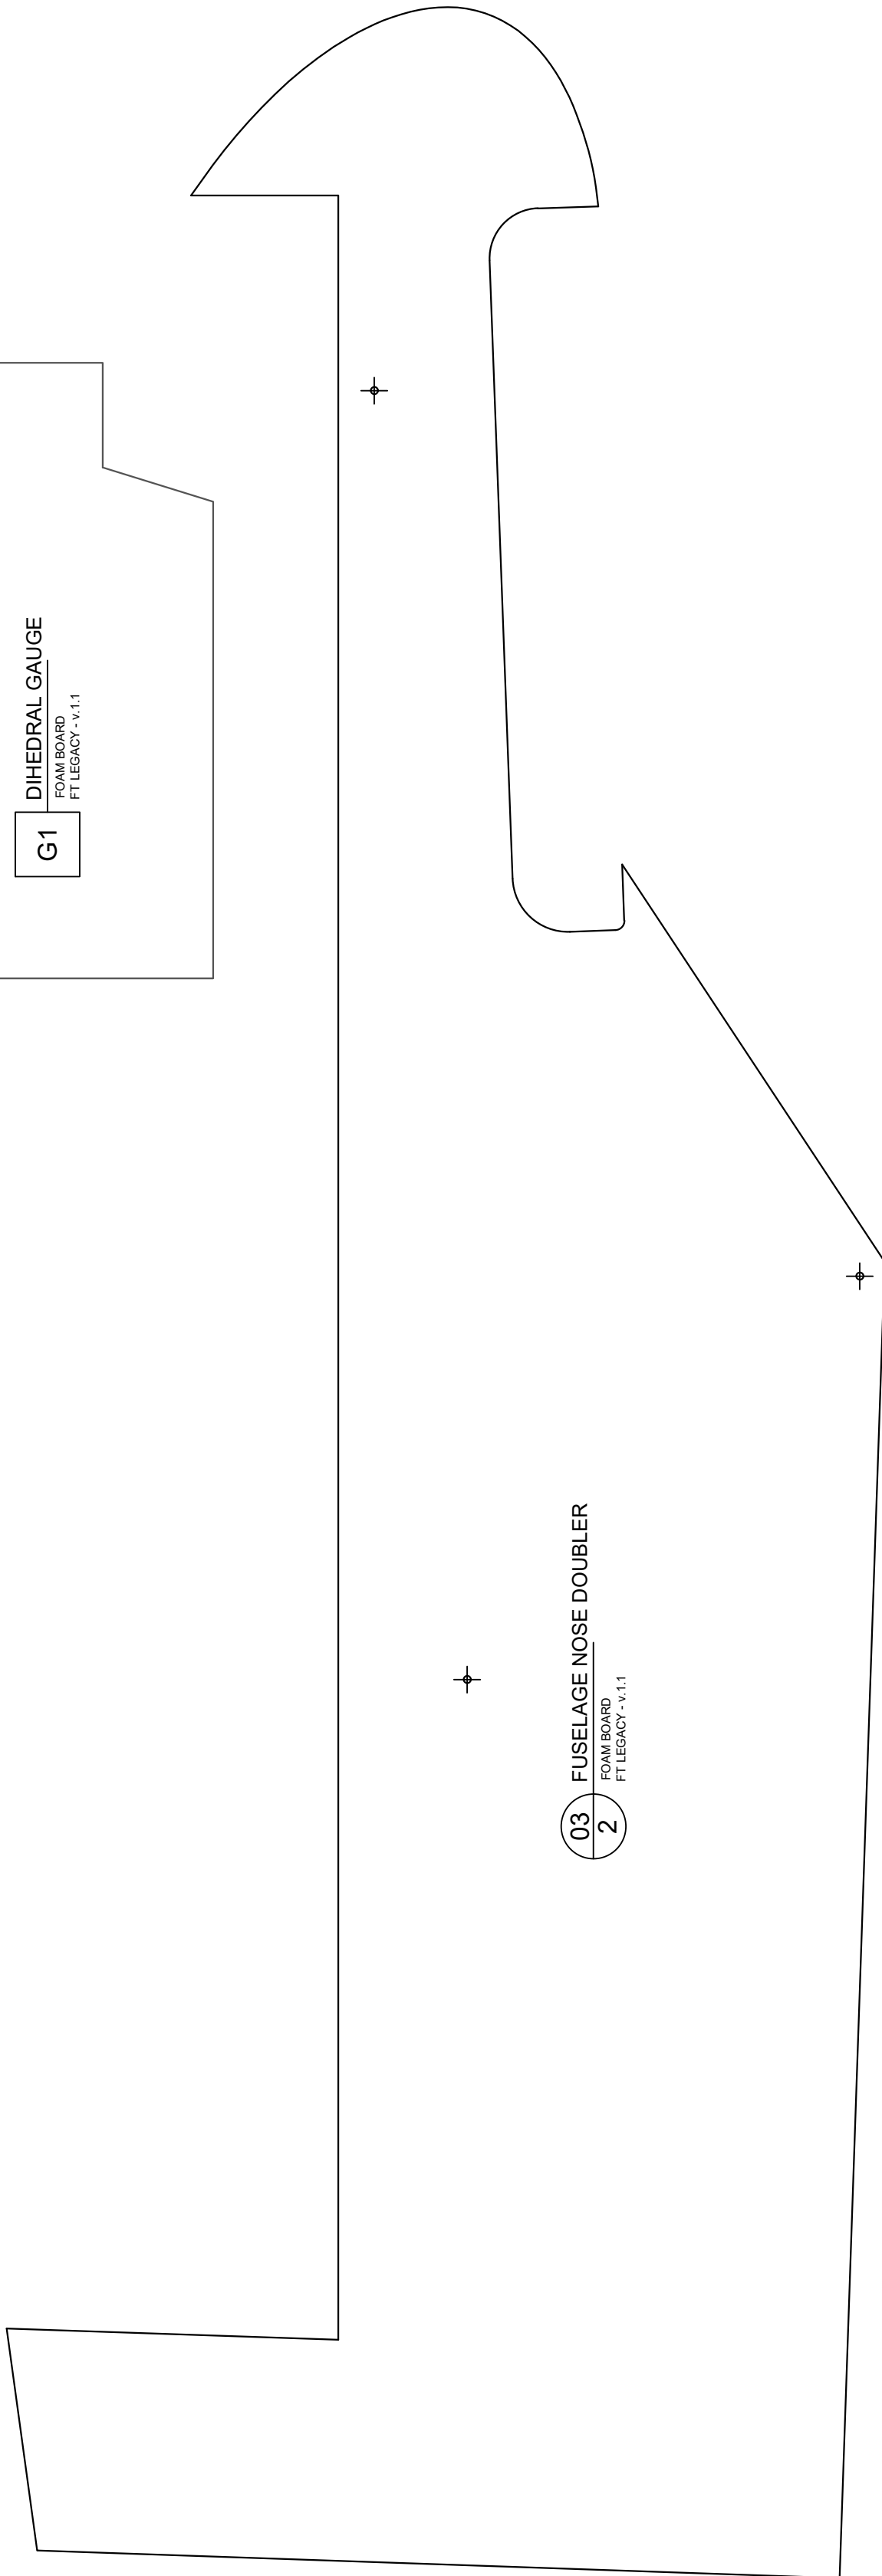 G1
DIHEDRAL GAUGE
FOAM BOARD
FT LEGACY - v.1.1
03
2
FUSELAGE NOSE DOUBLER
FOAM BOARD
FT LEGACY - v.1.1